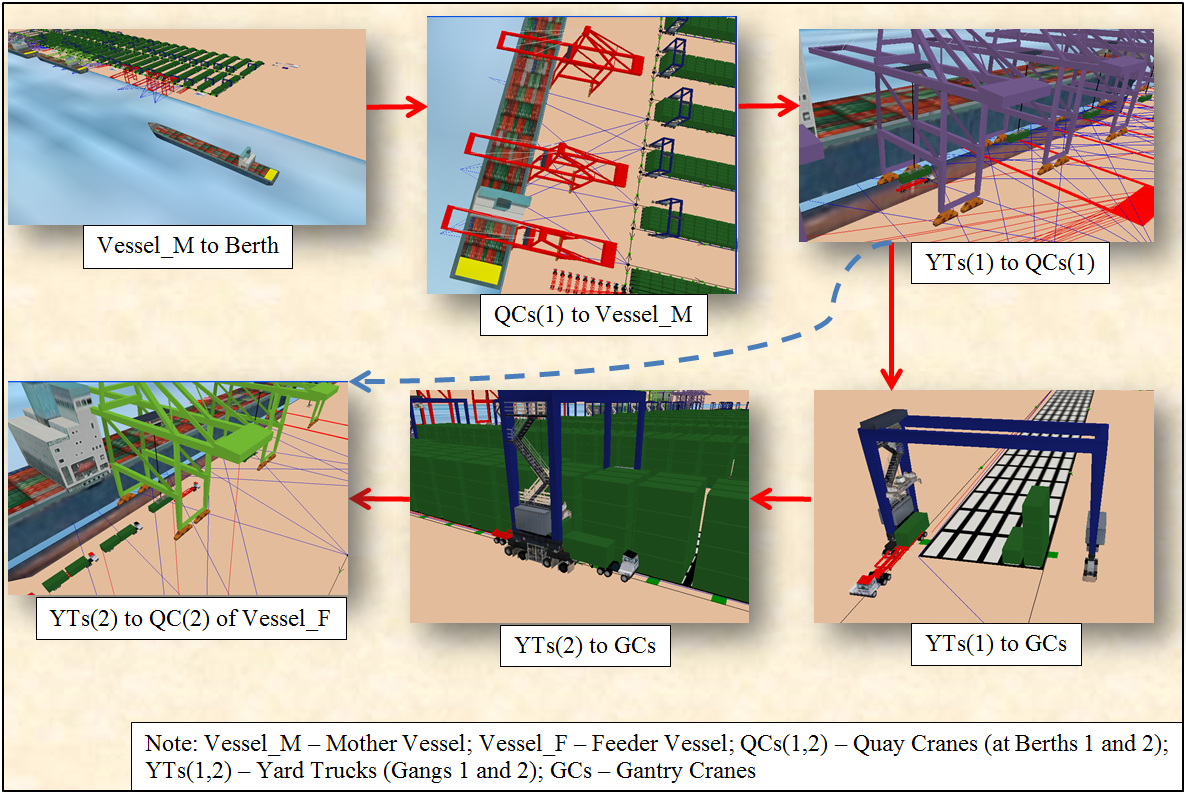 Vessel_M to Berth
QCs(1) to Vessel_M
YTs(1) to QCs(1)
YTs(2) to QC(2) of Vessel_F
YTs(2) to GCs
YTs(1) to GCs
Note: Vessel_M – Mother Vessel; Vessel_F – Feeder Vessel; QCs(1,2) – Quay Cranes (at Berths 1 and 2);
YTs(1,2) – Yard Trucks (Gangs 1 and 2); GCs – Gantry Cranes